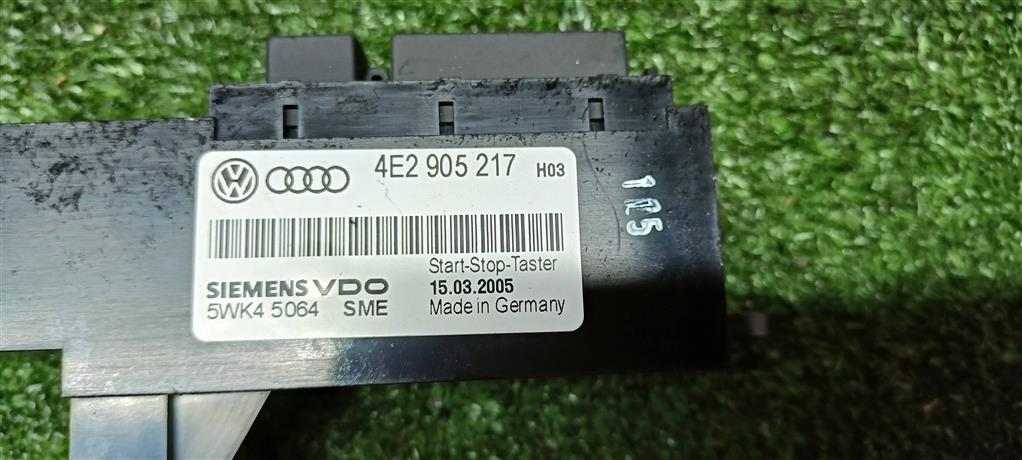 4E2 905 217 H03
Start-Stop-Taster
SIEMENS VDO 15.03.2005
5WK4 5064 SME Made in Germany